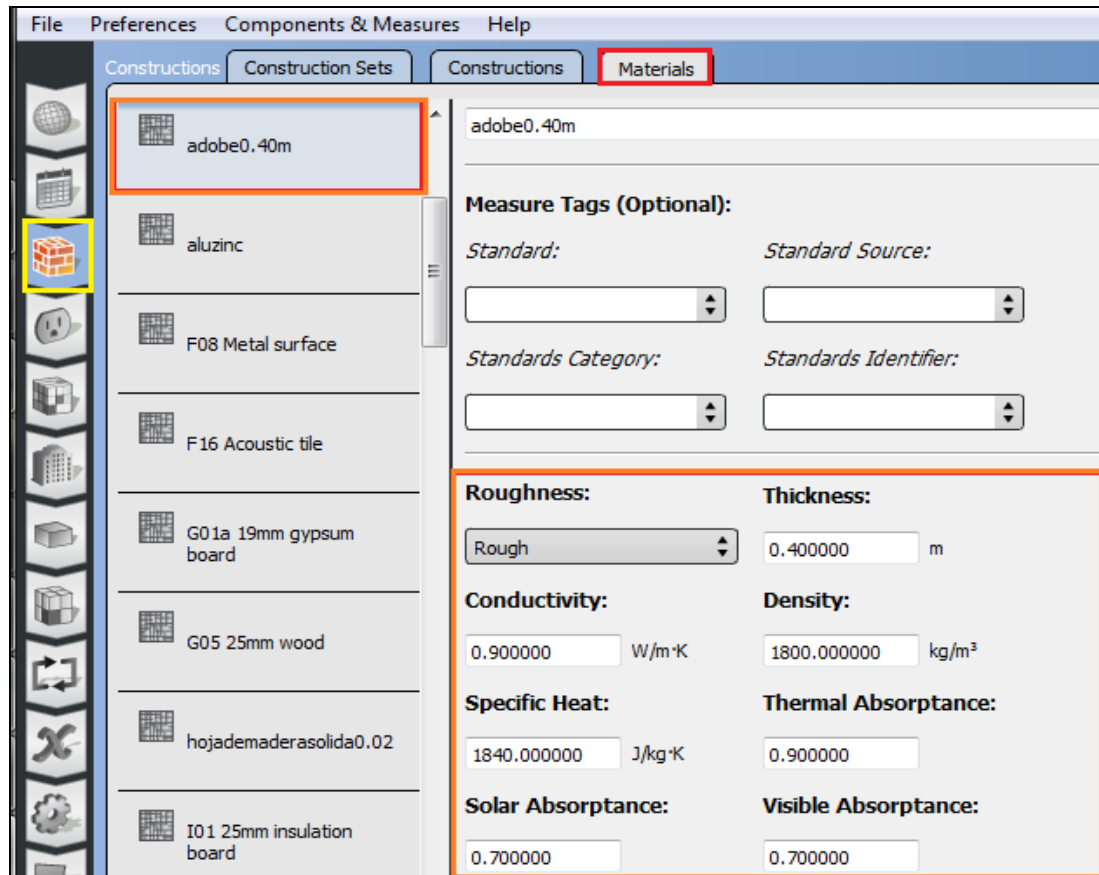 File Preferences Components & Measures Help
Constructions Construction Sets Constructions Materials
adobe0.40m
aluzinc
F08 Metal surface
F16 Acoustic tile
G01a 19mm gypsum
board
G05 25mm wood
hojademaderasolida0.02
I01 25mm insulation
board
adobe0.40m
Measure Tags (Optional):
Standard: Standard Source:
Standards Category: Standards Identifier:
Roughness: Thickness:
Rough 0.400000 m
Conductivity: Density:
0.900000 W/m·K 1800.000000 kg/m³
Specific Heat: Thermal Absorptance:
1840.000000 J/kg·K 0.900000
Solar Absorptance: Visible Absorptance:
0.700000 0.700000